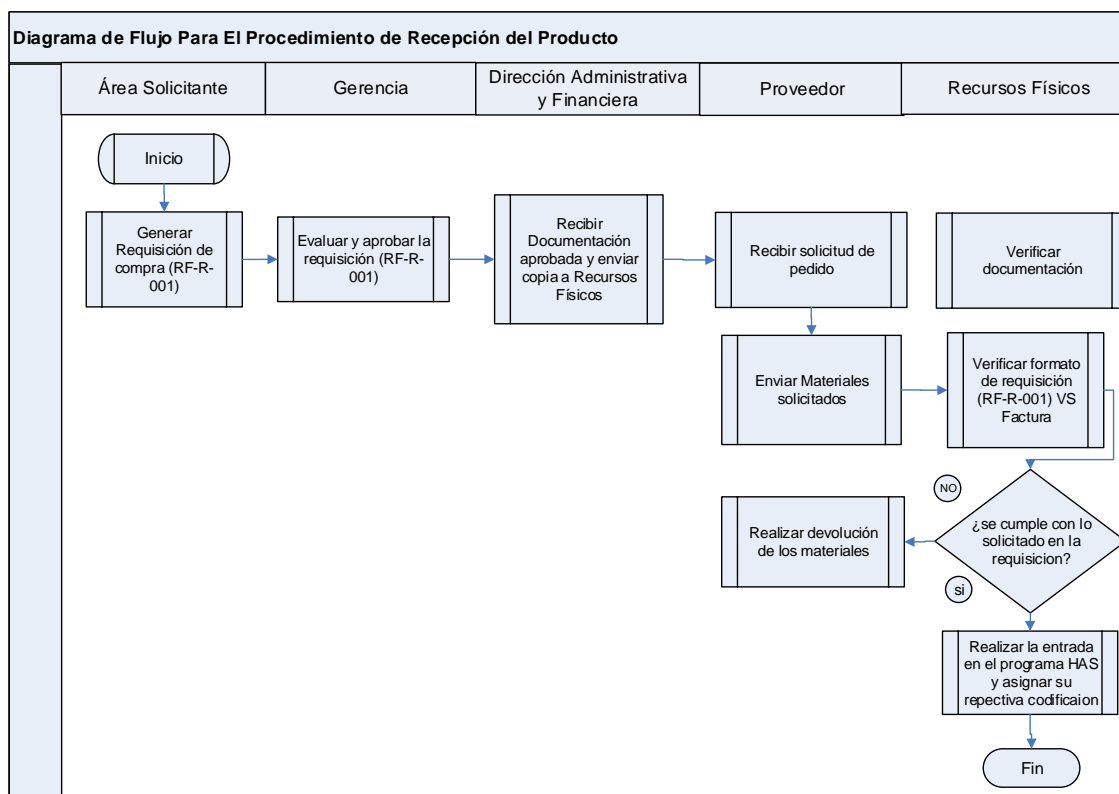 Diagrama de Flujo Para El Procedimiento de Recepción del Producto
Área Solicitante
Gerencia
Dirección Administrativa
y Financiera
Proveedor
Recursos Físicos
Inicio
Generar
Requisición de
compra (RF-R-
001)
Evaluar y aprobar la
requisición (RF-R-
001)
Recibir
Documentación
aprobada y enviar
copia a Recursos
Físicos
Recibir solicitud de
pedido
Verificar
documentación
Enviar Materiales
solicitados
Verificar formato
de requisición
(RF-R-001) VS
Factura
NO
¿se cumple con lo
solicitado en la
requisicion?
Realizar devolución
de los materiales
si
Realizar la entrada
en el programa HAS
y asignar su
repectiva codificaion
Fin